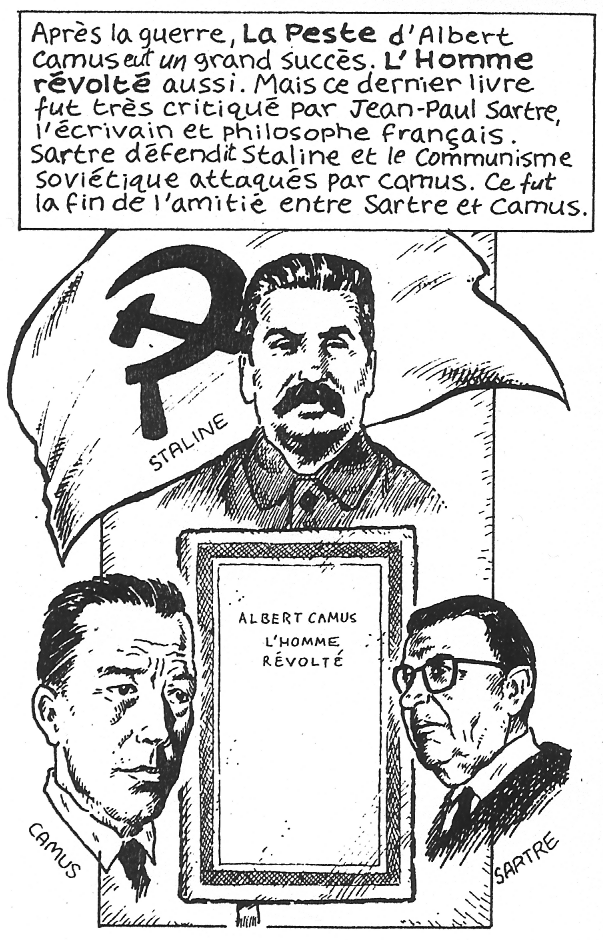 Après la guerre, La Peste d'Albert
Camus eut un grand succès. L'Homme
révolté aussi. Mais ce dernier livre
fut très critiqué par Jean-Paul Sartre,
l'écrivain et philosophe français.
Sartre défendit Staline et le Communisme
soviétique attaqués par Camus. Ce fut
la fin de l'amitié entre Sartre et Camus.
STALINE
ALBERT CAMUS
L'HOMME
RÉVOLTÉ
CAMUS
SARTRE